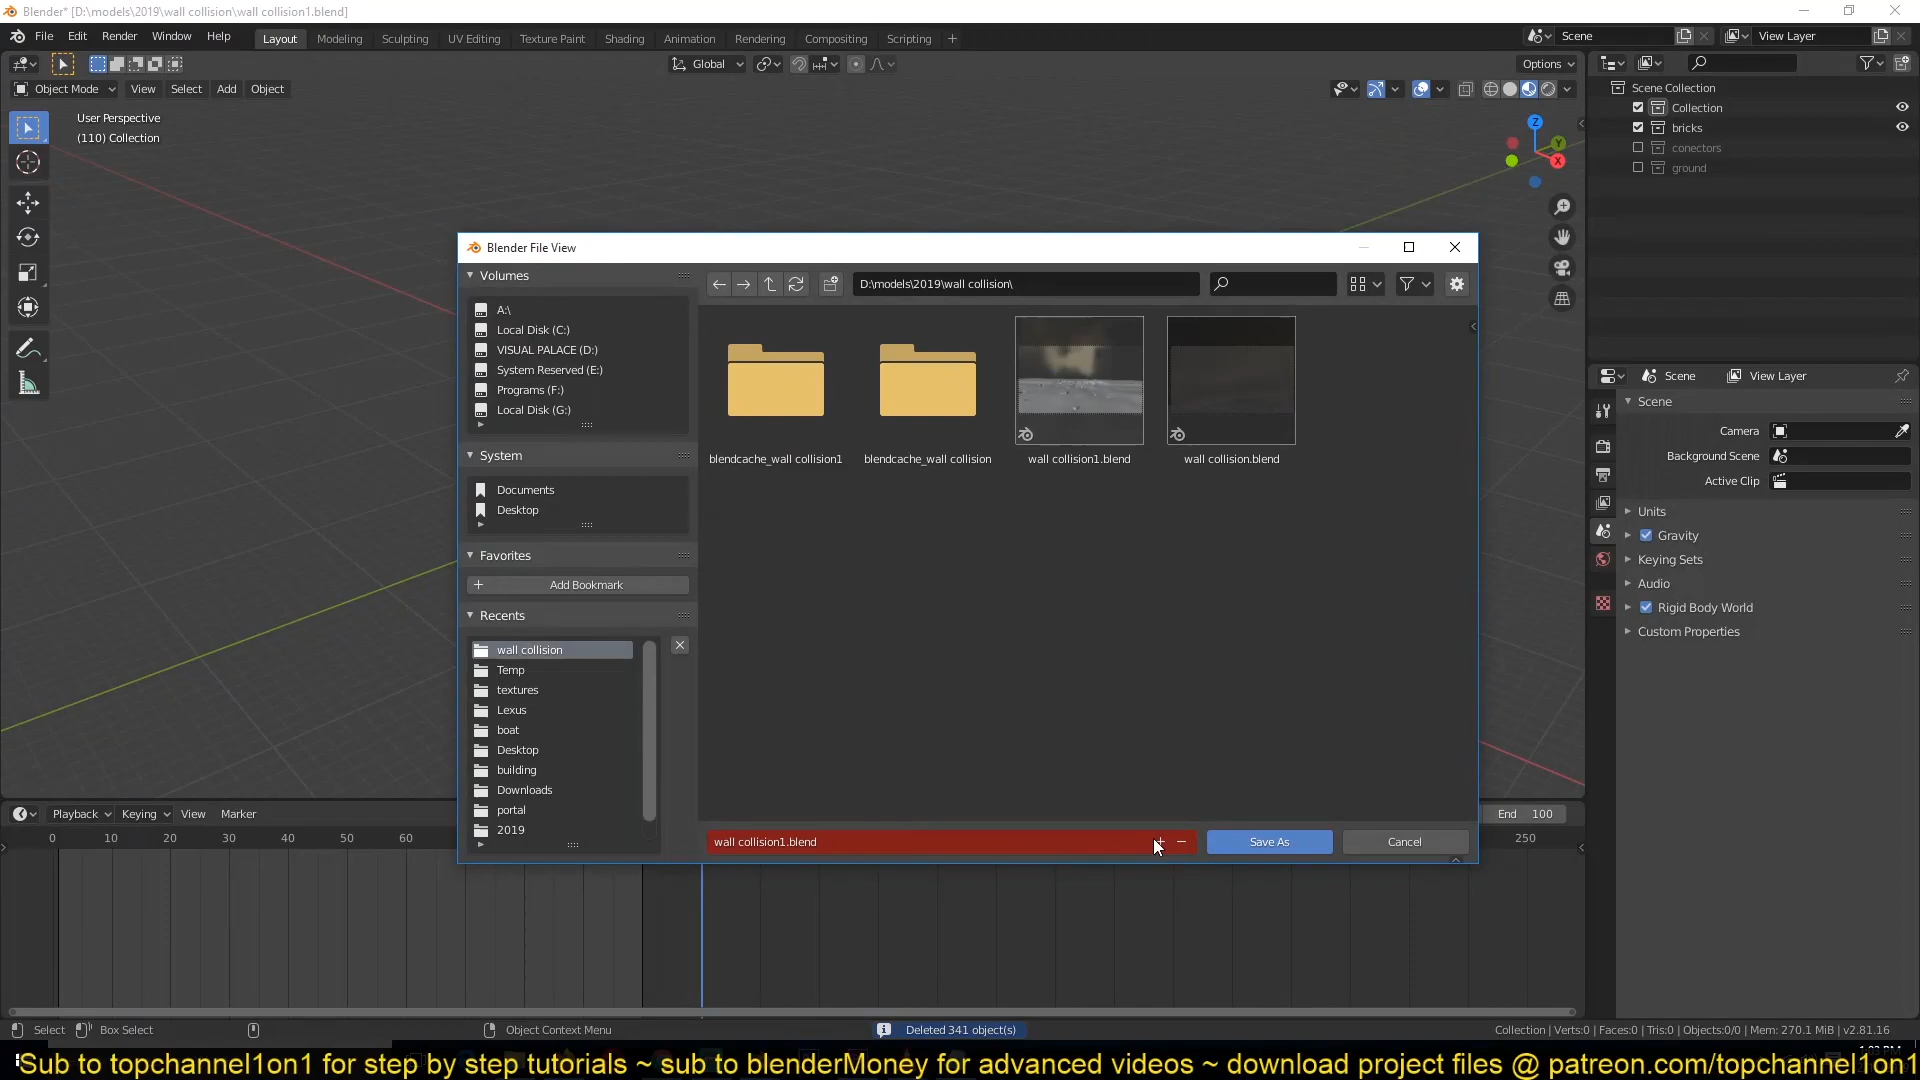 Blender* [D:\models\2019\wall collision\wall collision1.blend]
File Edit Render Window Help
Layout Modeling Sculpting UV Editing Texture Paint Shading Animation Rendering Compositing Scripting +
Scene
View Layer
Global
Options
Object Mode View Select Add Object
User Perspective
(110) Collection
Z
Y
X
Scene Collection
Collection
bricks
conectors
ground
Blender File View
Volumes
A:\
Local Disk (C:)
VISUAL PALACE (D:)
System Reserved (E:)
Programs (F:)
Local Disk (G:)
System
Documents
Desktop
Favorites
Add Bookmark
Recents
wall collision
Temp
textures
Lexus
boat
Desktop
building
Downloads
portal
2019
D:\models\2019\wall collision\
blendcache_wall collision1
blendcache_wall collision
wall collision1.blend
wall collision.blend
wall collision1.blend
Save As
Cancel
Scene
View Layer
Scene
Camera
Background Scene
Active Clip
Units
Gravity
Keying Sets
Audio
Rigid Body World
Custom Properties
Playback Keying View Marker
End 100
0 10 20 30 40 50 60
250
Select Box Select
Object Context Menu
Deleted 341 object(s)
Collection | Verts:0 | Faces:0 | Tris:0 | Objects:0/0 | Mem: 270.1 MiB | v2.81.16
Sub to topchannel1on1 for step by step tutorials ~ sub to blenderMoney for advanced videos ~ download project files @ patreon.com/topchannel1on1